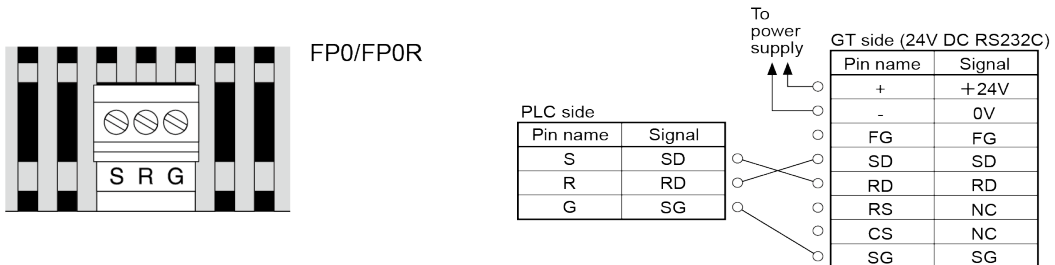 FP0/FP0R
S R G
To
power
supply
PLC side
Pin name Signal
S SD
R RD
G SG
GT side (24V DC RS232C)
Pin name Signal
+ +24V
- 0V
FG FG
SD SD
RD RD
RS NC
CS NC
SG SG